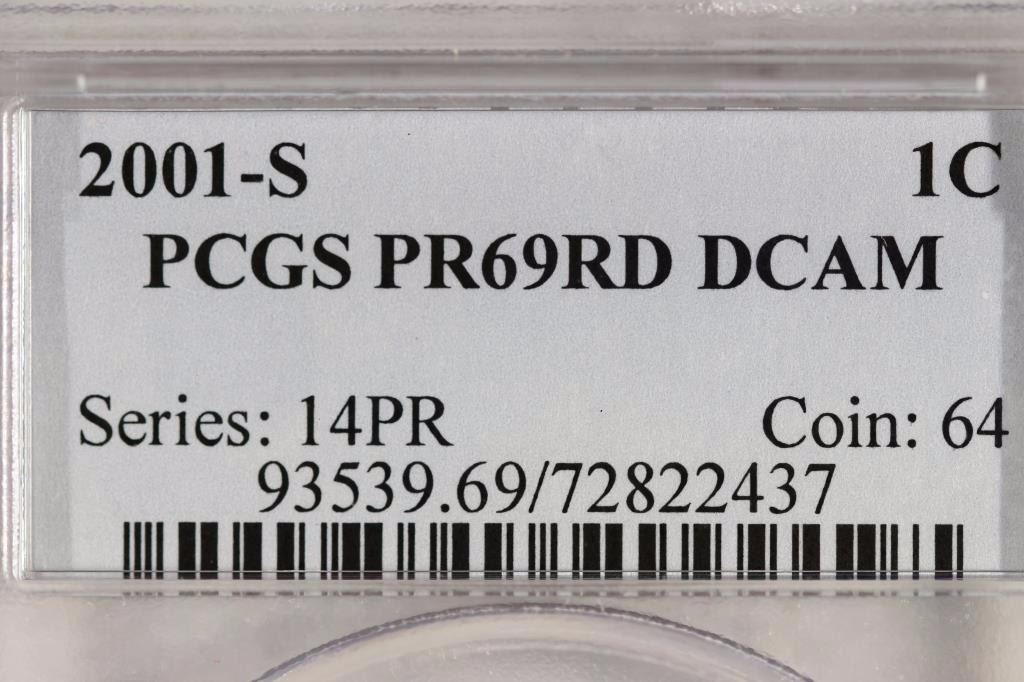 2001-S 1C
PCGS PR69RD DCAM
Series: 14PR Coin: 64
93539.69/72822437